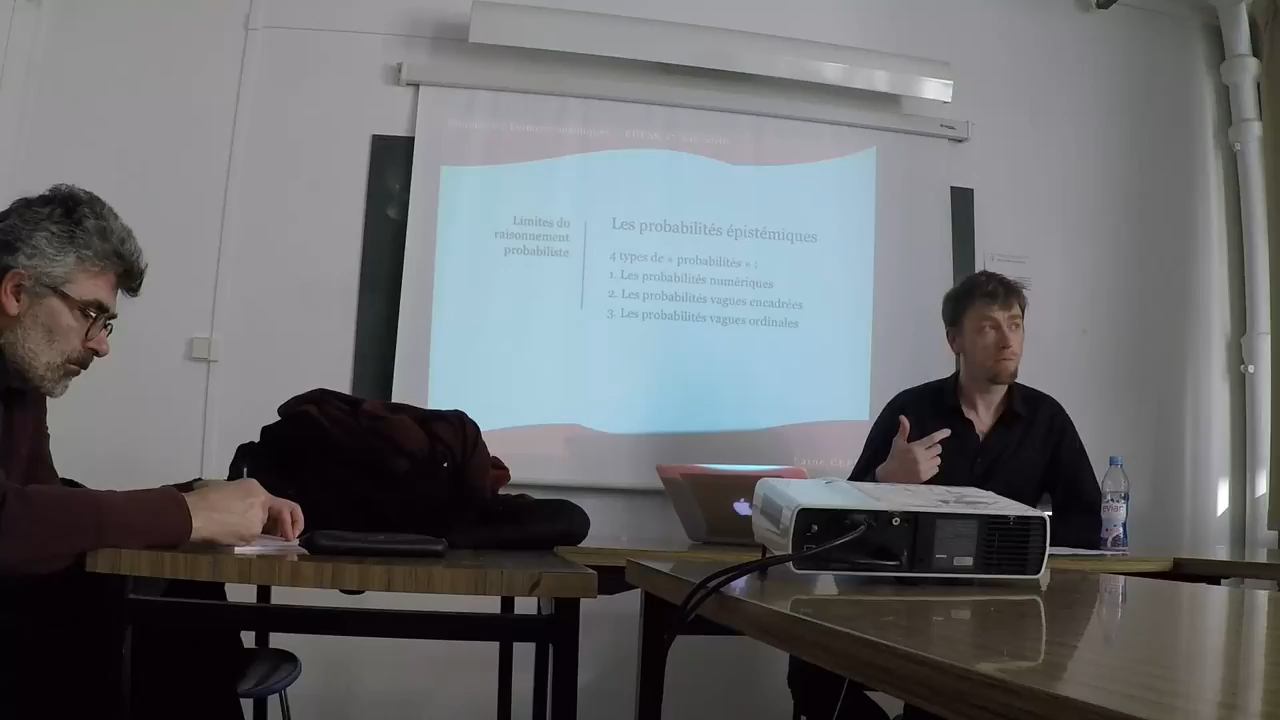 Limites du
raisonnement
probabiliste
Les probabilités épistémiques
4 types de « probabilités » :
1. Les probabilités numériques
2. Les probabilités vagues encadrées
3. Les probabilités vagues ordinales
evian